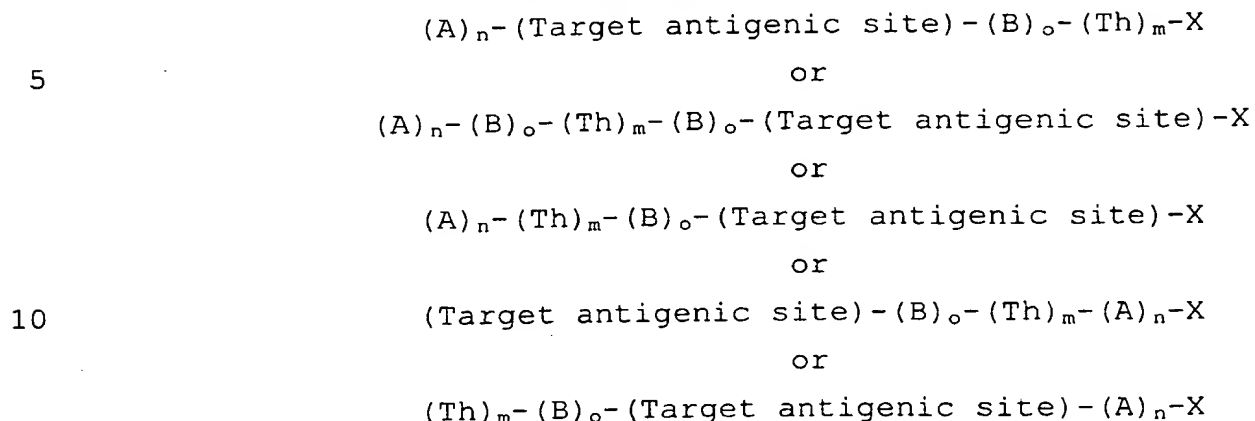 (A)n-(Target antigenic site)-(B)o-(Th)m-X
5 or
(A)n-(B)o-(Th)m-(B)o-(Target antigenic site)-X
or
(A)n-(Th)m-(B)o-(Target antigenic site)-X
or
10 (Target antigenic site)-(B)o-(Th)m-(A)n-X
or
(Th)m-(B)o-(Target antigenic site)-(A)n-X